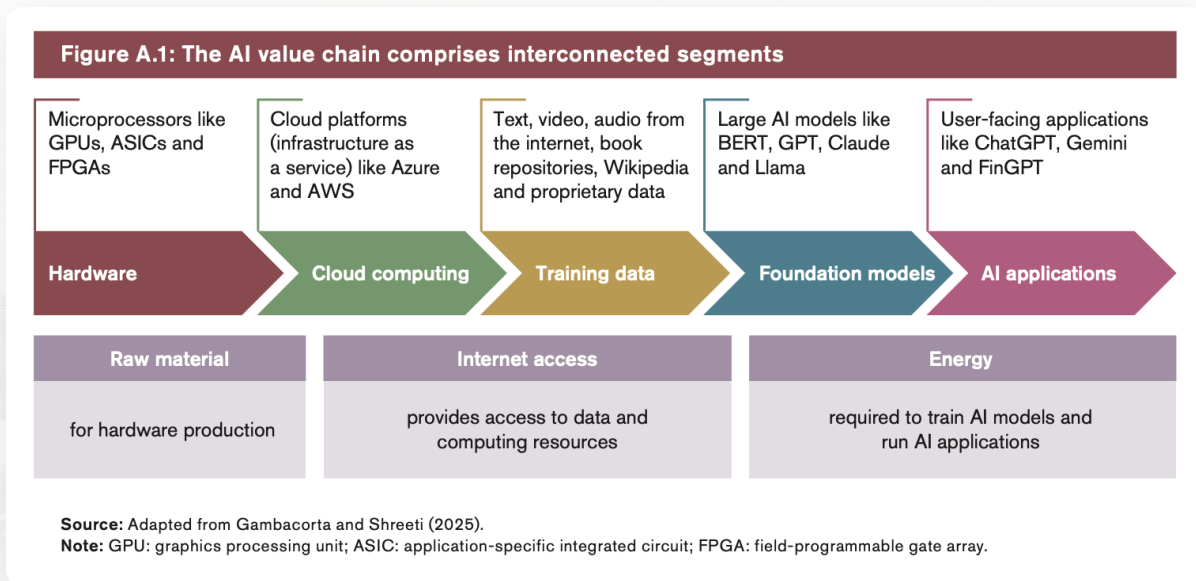 Figure A.1: The AI value chain comprises interconnected segments
Microprocessors like
GPUs, ASICs and
FPGAs
Cloud platforms
(infrastructure as
a service) like Azure
and AWS
Text, video, audio from
the internet, book
repositories, Wikipedia
and proprietary data
Large AI models like
BERT, GPT, Claude
and Llama
User-facing applications
like ChatGPT, Gemini
and FinGPT
Hardware
Cloud computing
Training data
Foundation models
AI applications
Raw material
for hardware production
Internet access
provides access to data and
computing resources
Energy
required to train AI models and
run AI applications
Source: Adapted from Gambacorta and Shreeti (2025).
Note: GPU: graphics processing unit; ASIC: application-specific integrated circuit; FPGA: field-programmable gate array.